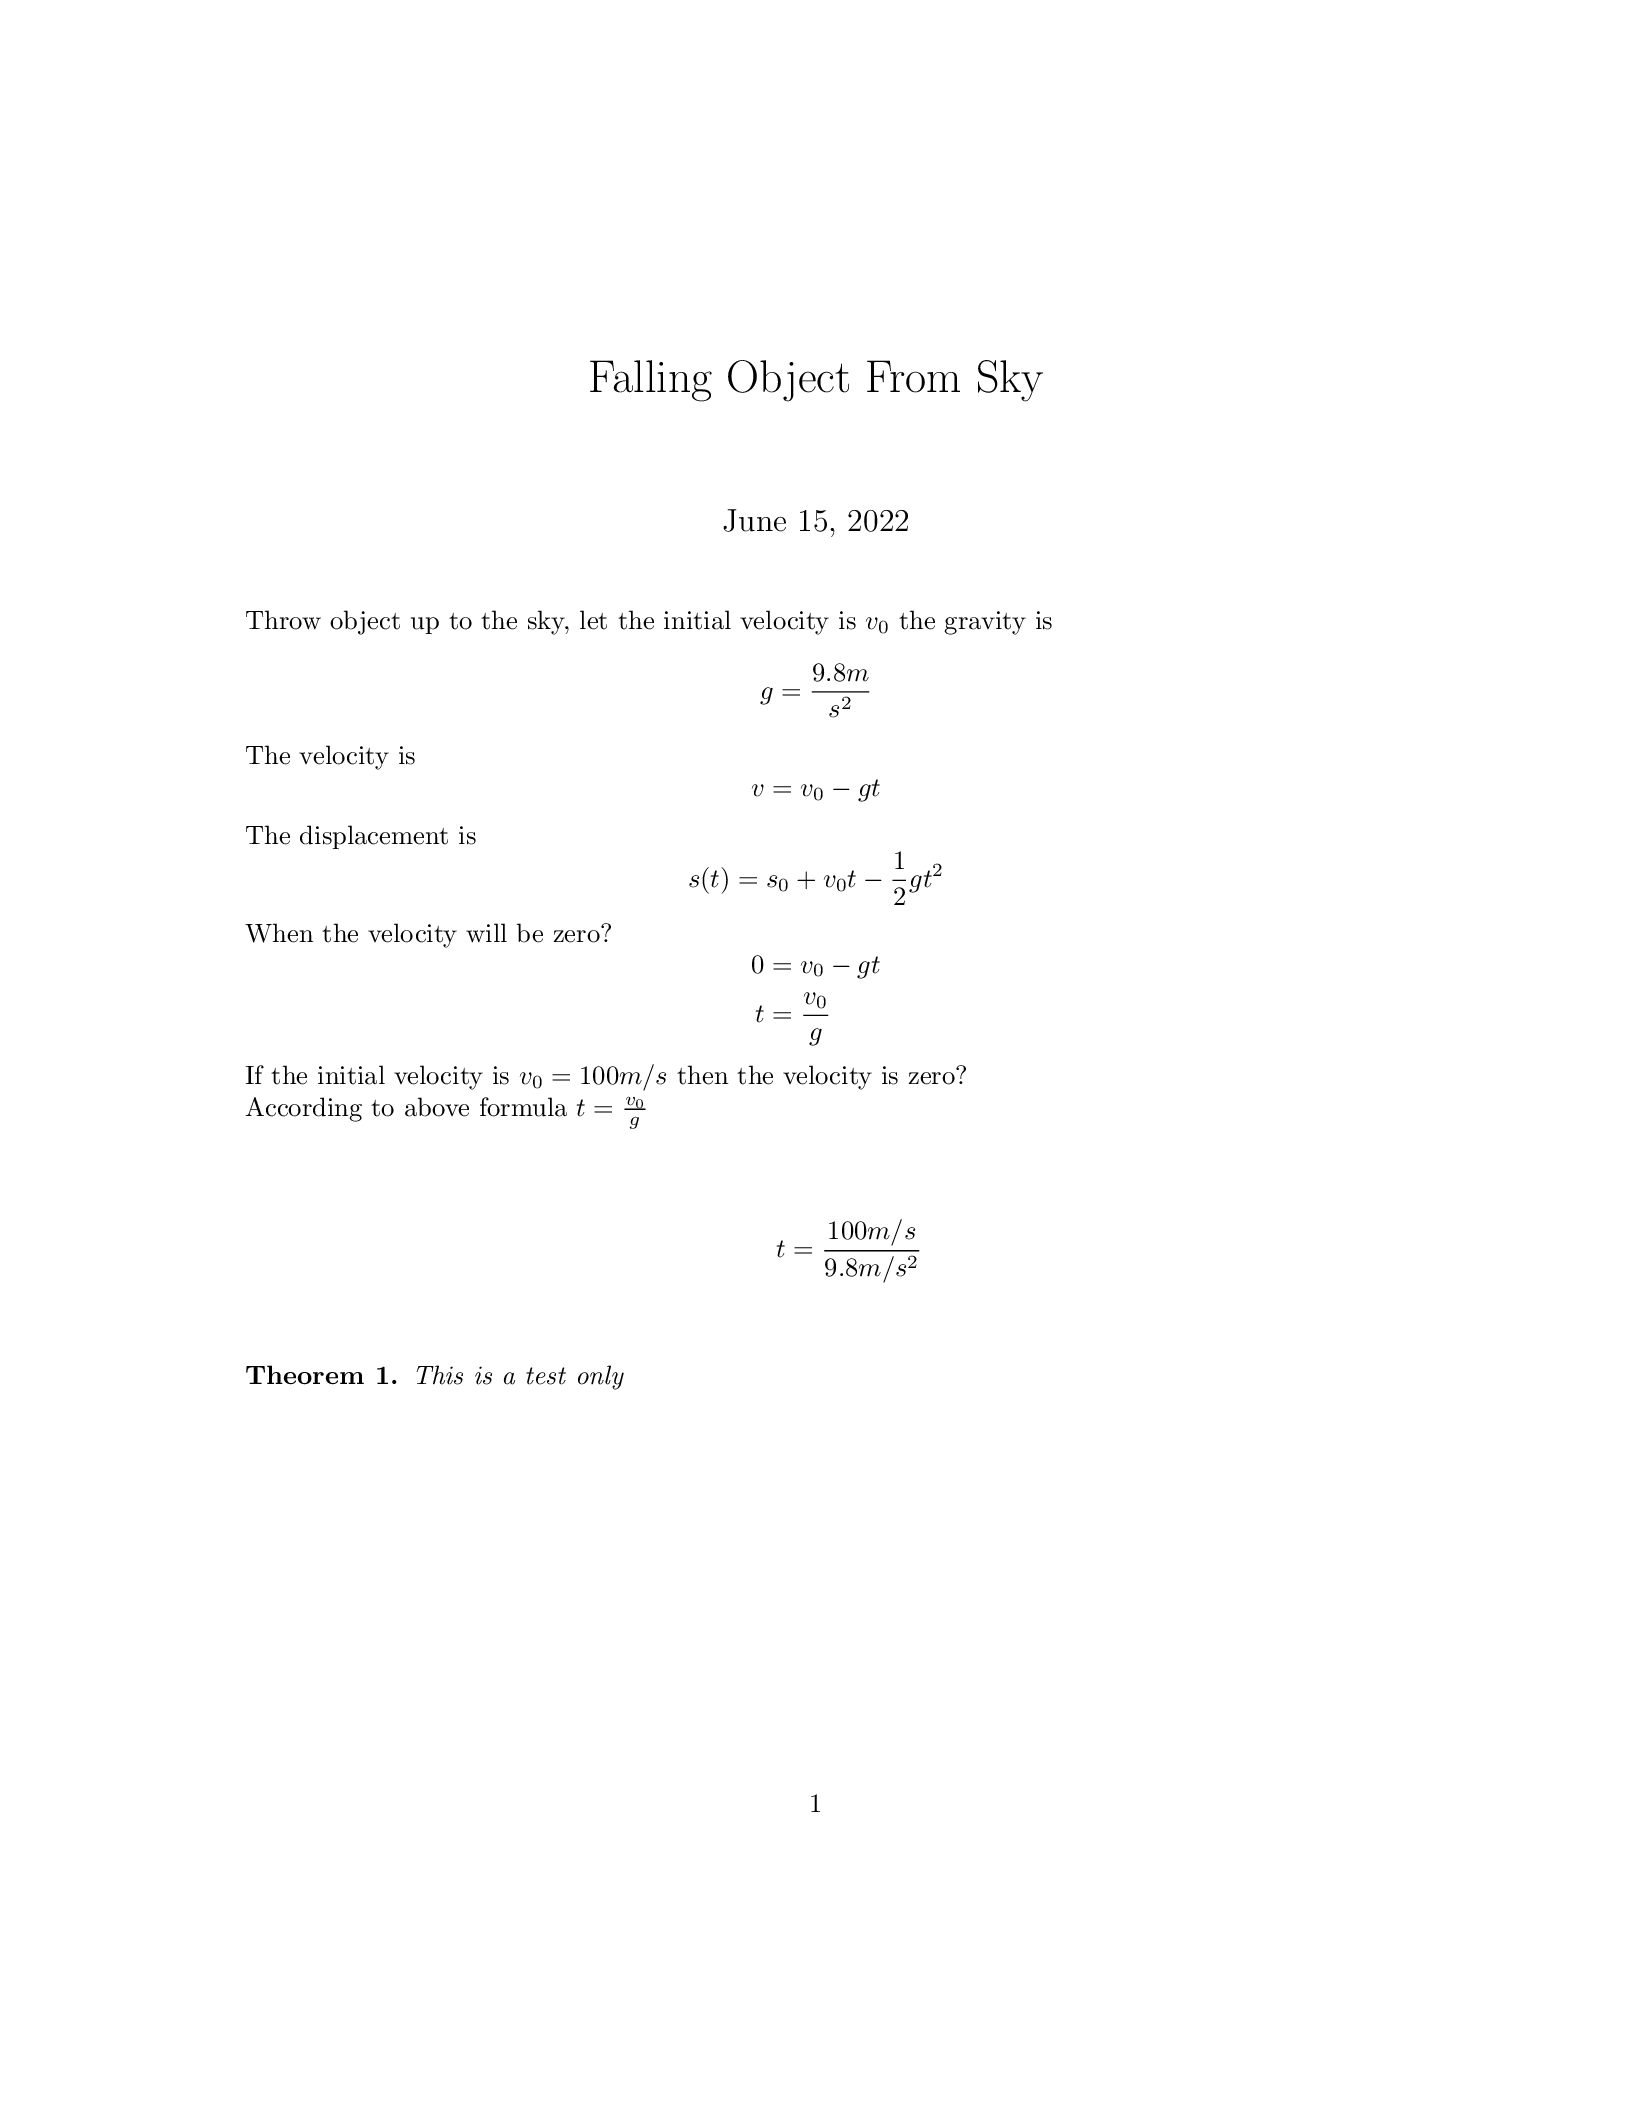 Falling Object From Sky
June 15, 2022
Throw object up to the sky, let the initial velocity is $v_0$ the gravity is
$g = \frac{9.8m}{s^2}$
The velocity is
$v = v_0 - gt$
The displacement is
$s(t) = s_0 + v_0 t - \frac{1}{2}gt^2$
When the velocity will be zero?
$0 = v_0 - gt$
$t = \frac{v_0}{g}$
If the initial velocity is $v_0 = 100m/s$ then the velocity is zero?
According to above formula $t = \frac{v_0}{g}$
$t = \frac{100m/s}{9.8m/s^2}$
Theorem 1. This is a test only
1